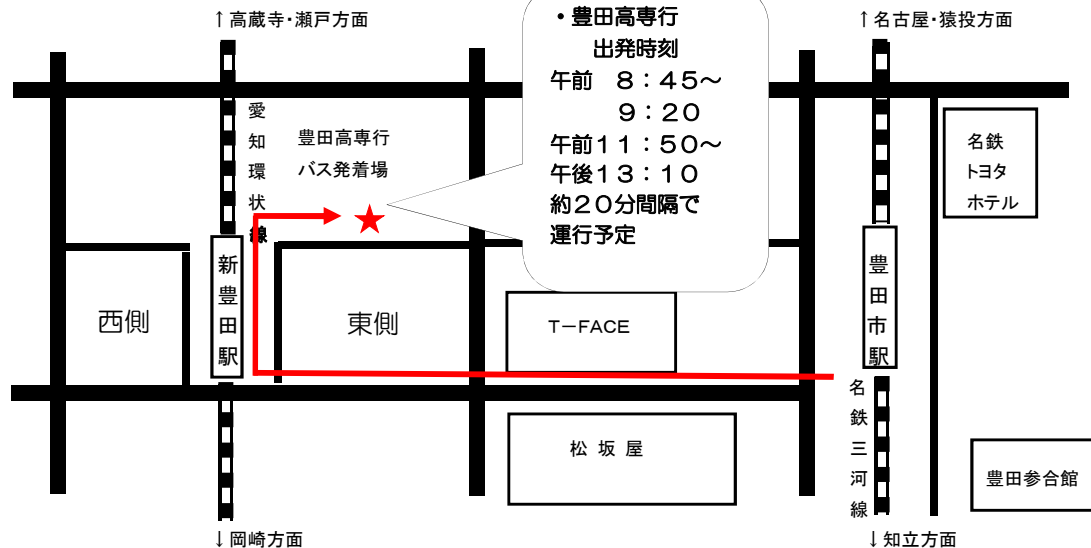 ↑高蔵寺・瀬戸方面
・豊田高専行
出発時刻
午前　８：４５～
９：２０
午前１１：５０～
午後１３：１０
約２０分間隔で
運行予定
↑名古屋・猿投方面
愛知環状線
豊田高専行
バス発着場
名鉄
トヨタ
ホテル
新豊田駅
豊田市駅
西側
東側
Ｔ－ＦＡＣＥ
名鉄三河線
松坂屋
豊田参合館
↓岡崎方面
↓知立方面